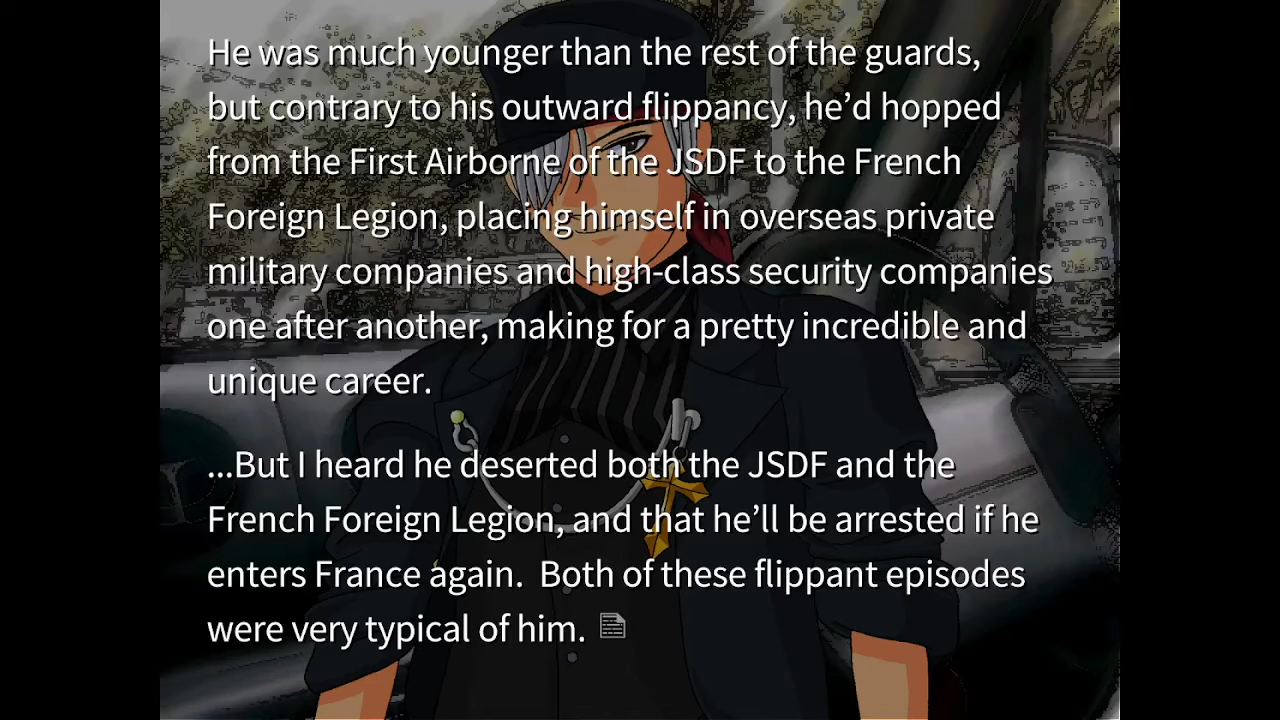 He was much younger than the rest of the guards,
but contrary to his outward flippancy, he’d hopped
from the First Airborne of the JSDF to the French
Foreign Legion, placing himself in overseas private
military companies and high-class security companies
one after another, making for a pretty incredible and
unique career.
...But I heard he deserted both the JSDF and the
French Foreign Legion, and that he’ll be arrested if he
enters France again.  Both of these flippant episodes
were very typical of him.